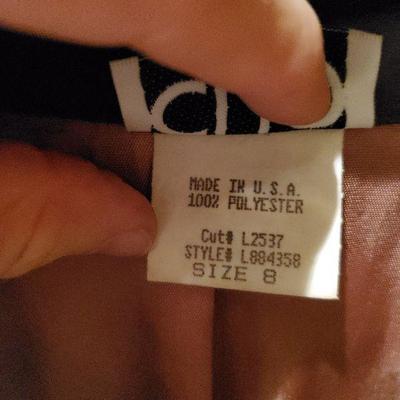 MADE IN U.S.A.
100% POLYESTER
Cut# L2537
STYLE# L884358
SIZE 8